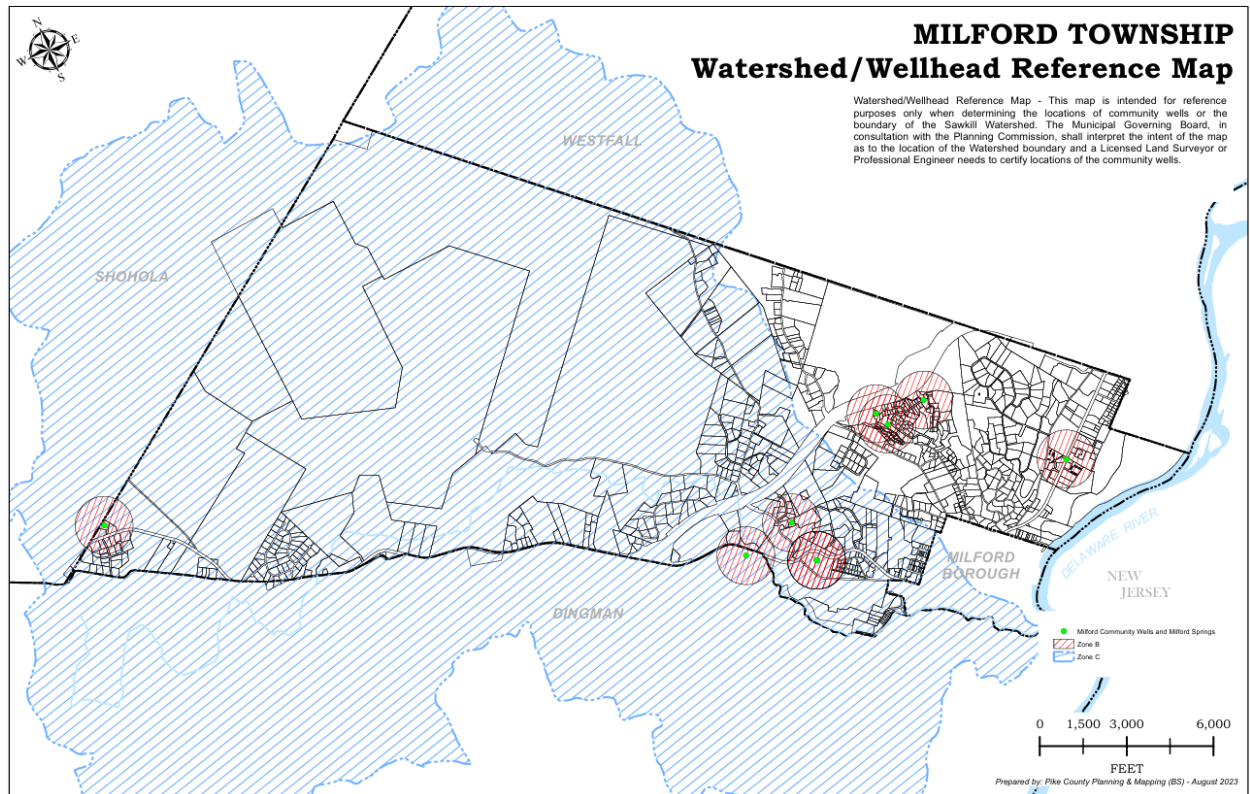 MILFORD TOWNSHIP
Watershed/Wellhead Reference Map
Watershed/Wellhead Reference Map - This map is intended for reference
purposes only when determining the locations of community wells or the
boundary of the Sawkill Watershed. The Municipal Governing Board, in
consultation with the Planning Commission, shall interpret the intent of the map
as to the location of the Watershed boundary and a Licensed Land Surveyor or
Professional Engineer needs to certify locations of the community wells.
N
E
W
S
WESTFALL
SHOHOLA
DELAWARE RIVER
MILFORD
BOROUGH
NEW
JERSEY
DINGMAN
Milford Community Wells and Milford Springs
Zone B
Zone C
0 1,500 3,000 6,000
FEET
Prepared by: Pike County Planning & Mapping (BS) - August 2023